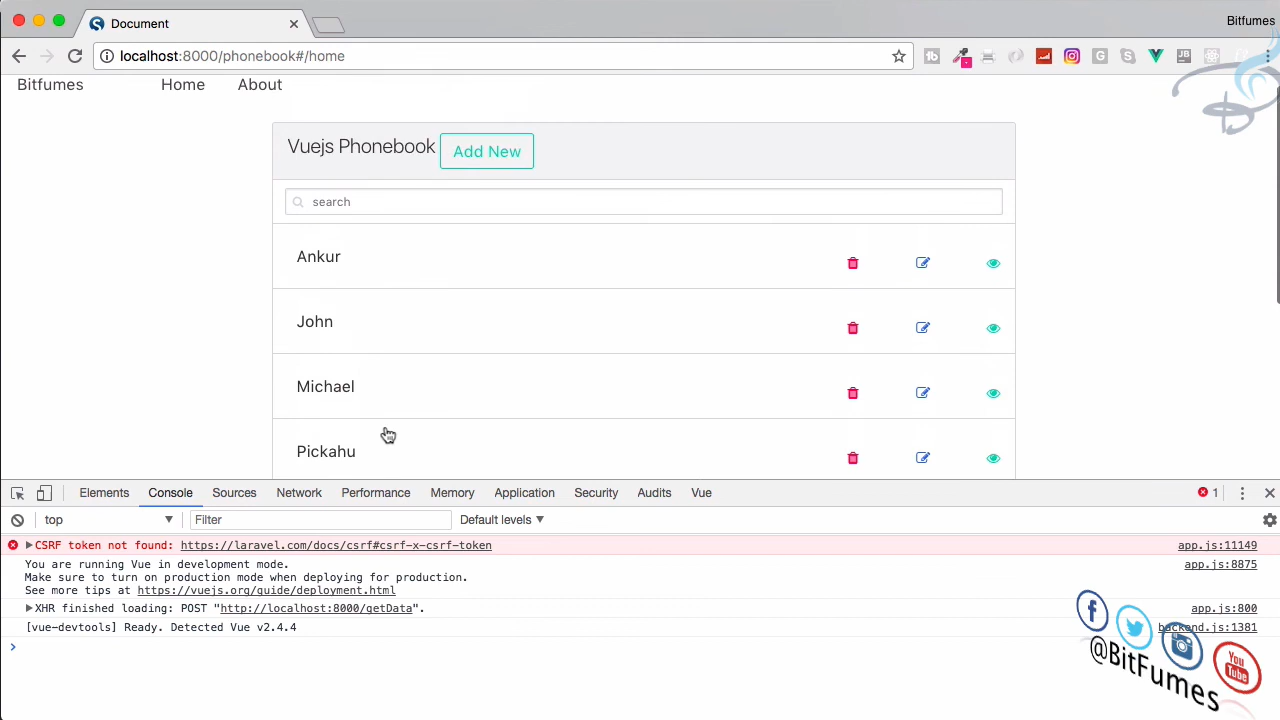 Document
Bitfumes
localhost:8000/phonebook#/home
Bitfumes Home About
Vuejs Phonebook Add New
search
Ankur
John
Michael
Pickahu
Elements Console Sources Network Performance Memory Application Security Audits Vue 1
top Filter Default levels
CSRF token not found: https://laravel.com/docs/csrf#csrf-x-csrf-token app.js:11149
You are running Vue in development mode. app.js:8875
Make sure to turn on production mode when deploying for production.
See more tips at https://vuejs.org/guide/deployment.html
XHR finished loading: POST "http://localhost:8000/getData". app.js:800
[vue-devtools] Ready. Detected Vue v2.4.4 backend.js:1381
You Tube
@BitFumes